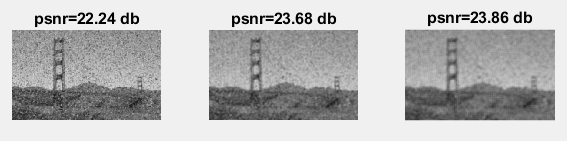 psnr=22.24 db
psnr=23.68 db
psnr=23.86 db